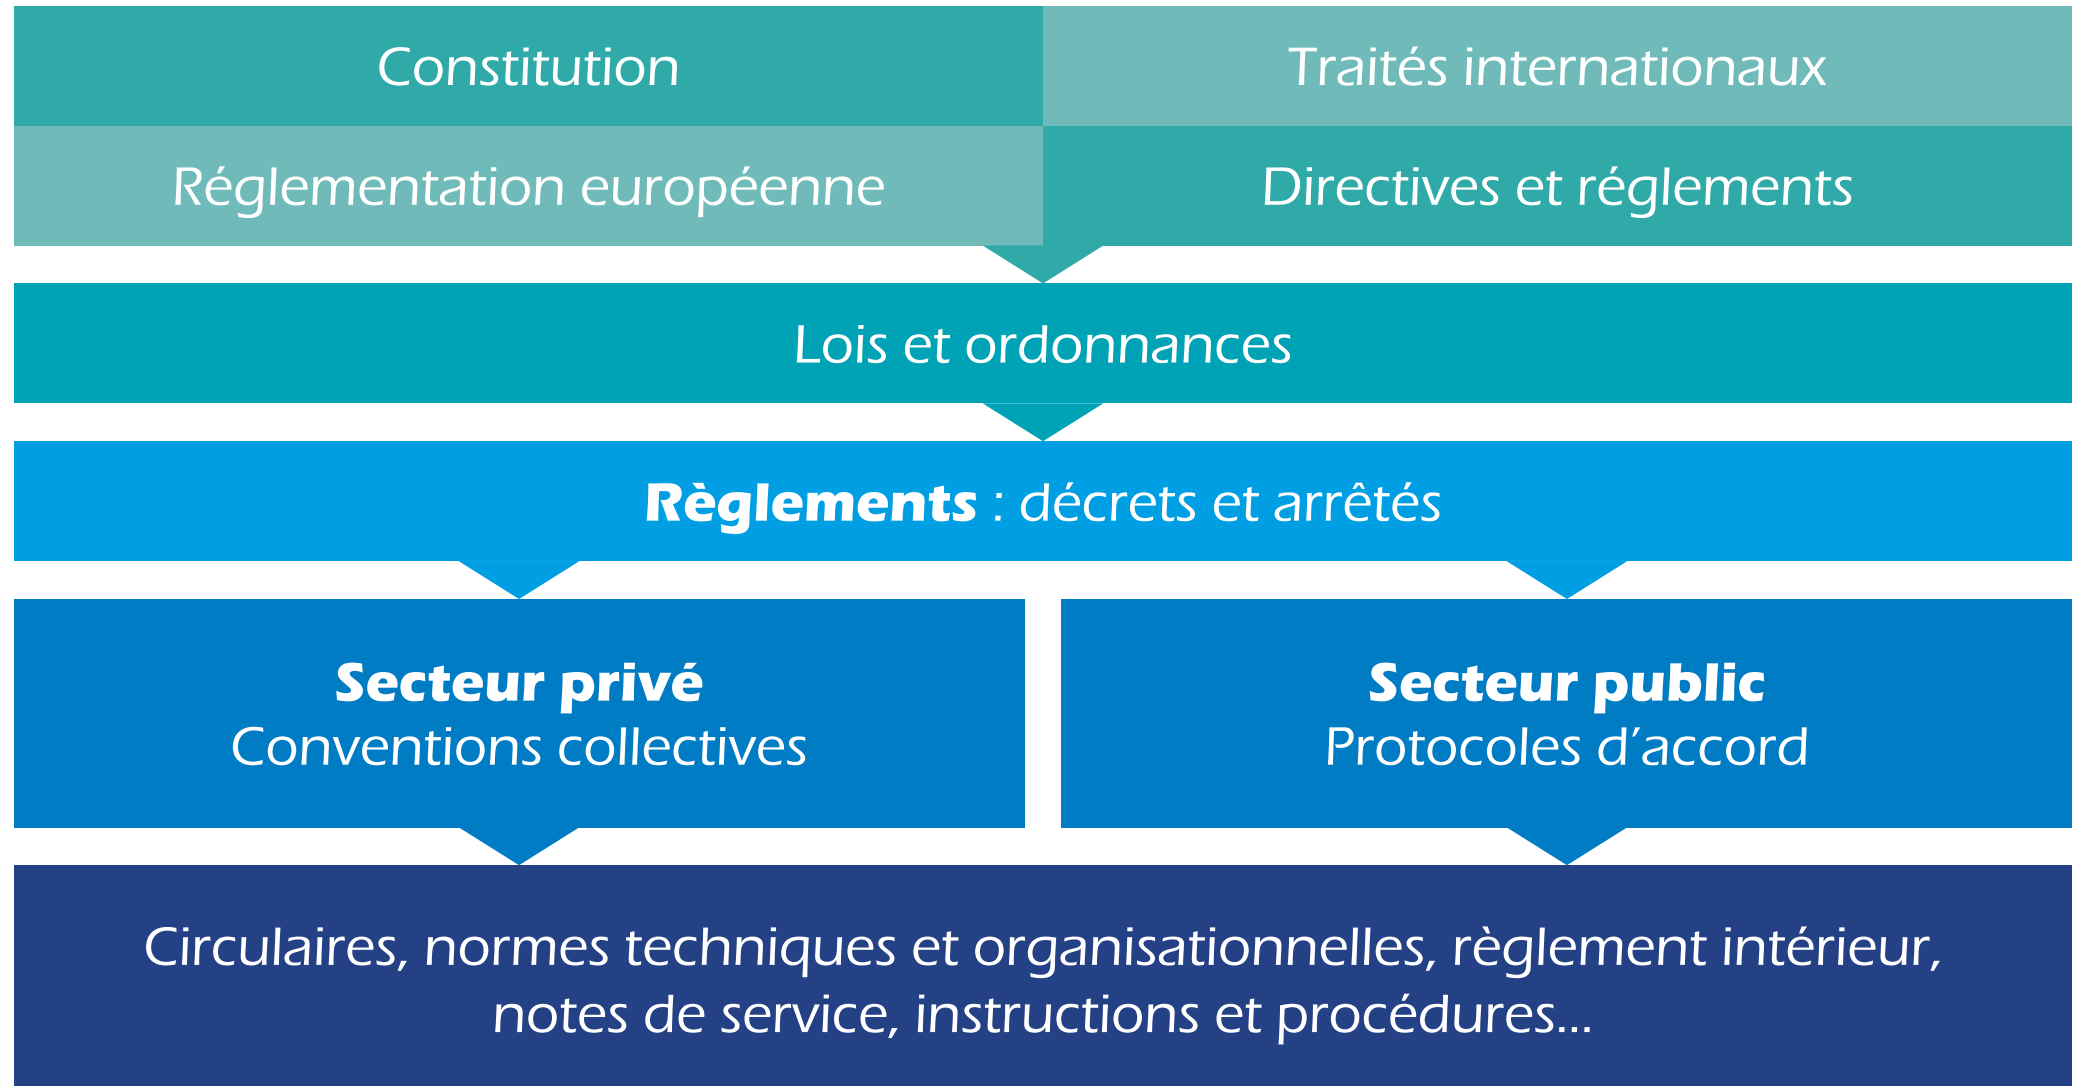 Constitution
Traités internationaux
Réglementation européenne
Directives et réglements
Lois et ordonnances
Règlements : décrets et arrêtés
Secteur privé
Conventions collectives
Secteur public
Protocoles d’accord
Circulaires, normes techniques et organisationnelles, règlement intérieur,
notes de service, instructions et procédures...